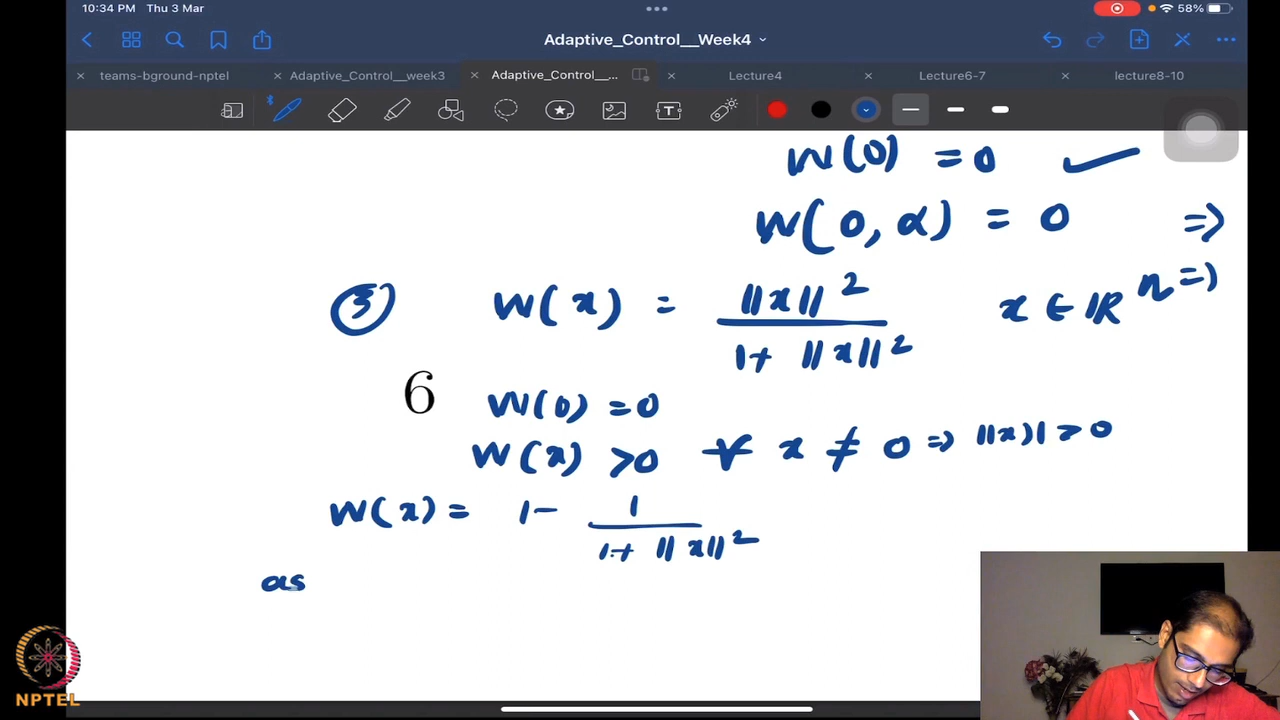 10:34 PM Thu 3 Mar
58%
Adaptive_Control__Week4
teams-bground-nptel
Adaptive_Control__week3
Adaptive_Control__...
Lecture4
Lecture6-7
lecture8-10
W(0) = 0 ✓
W(0, α) = 0 =>
③ W(x) = ||x||² / 1+ ||x||² x ∈ ℝⁿ =>
6
W(0) = 0
W(x) > 0 ∀ x ≠ 0 => ||x|| > 0
W(x) = 1 - 1 / 1+ ||x||²
as
NPTEL